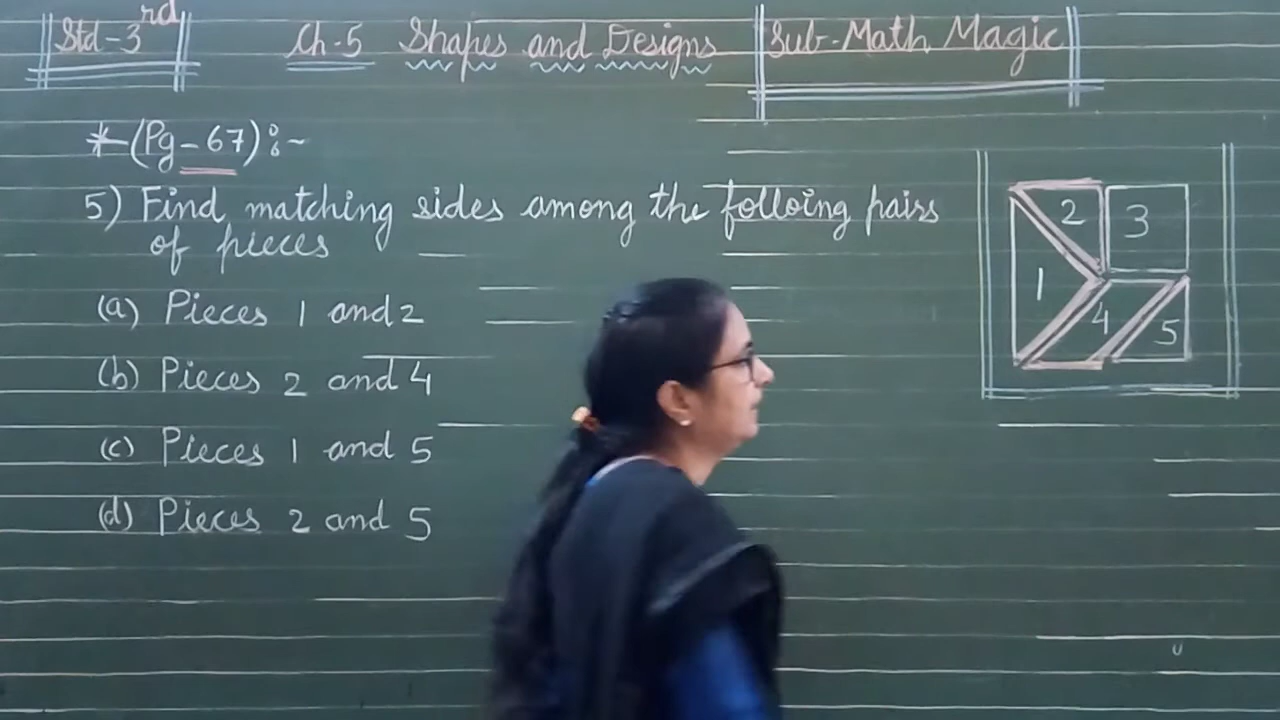 Std-3rd Ch-5 Shapes and Designs Sub-Math Magic
*(Pg-67):-
5) Find matching sides among the folloing pairs
of pieces
(a) Pieces 1 and 2
(b) Pieces 2 and 4
(c) Pieces 1 and 5
(d) Pieces 2 and 5
2 3
1
4 5